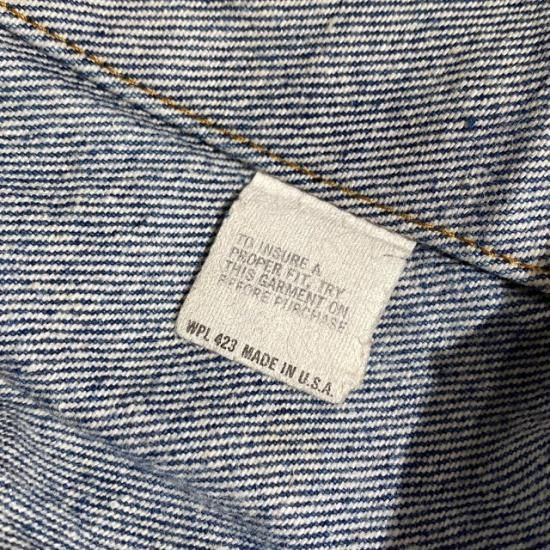 TO INSURE A
PROPER FIT, TRY
THIS GARMENT ON
BEFORE PURCHASE
WPL 423 MADE IN U.S.A.